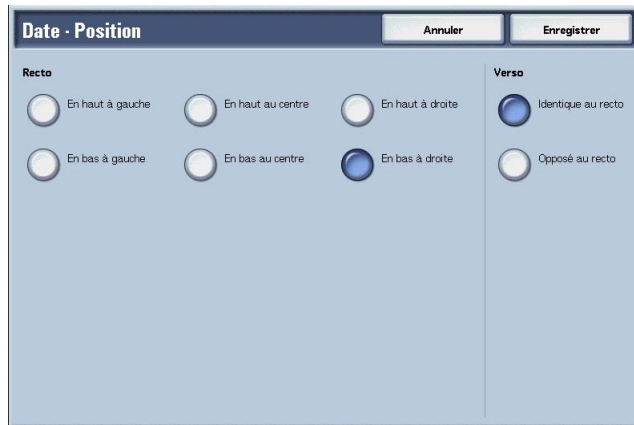 Date - Position
Annuler
Enregistrer
Recto
Verso
En haut à gauche
En haut au centre
En haut à droite
Identique au recto
En bas à gauche
En bas au centre
En bas à droite
Opposé au recto